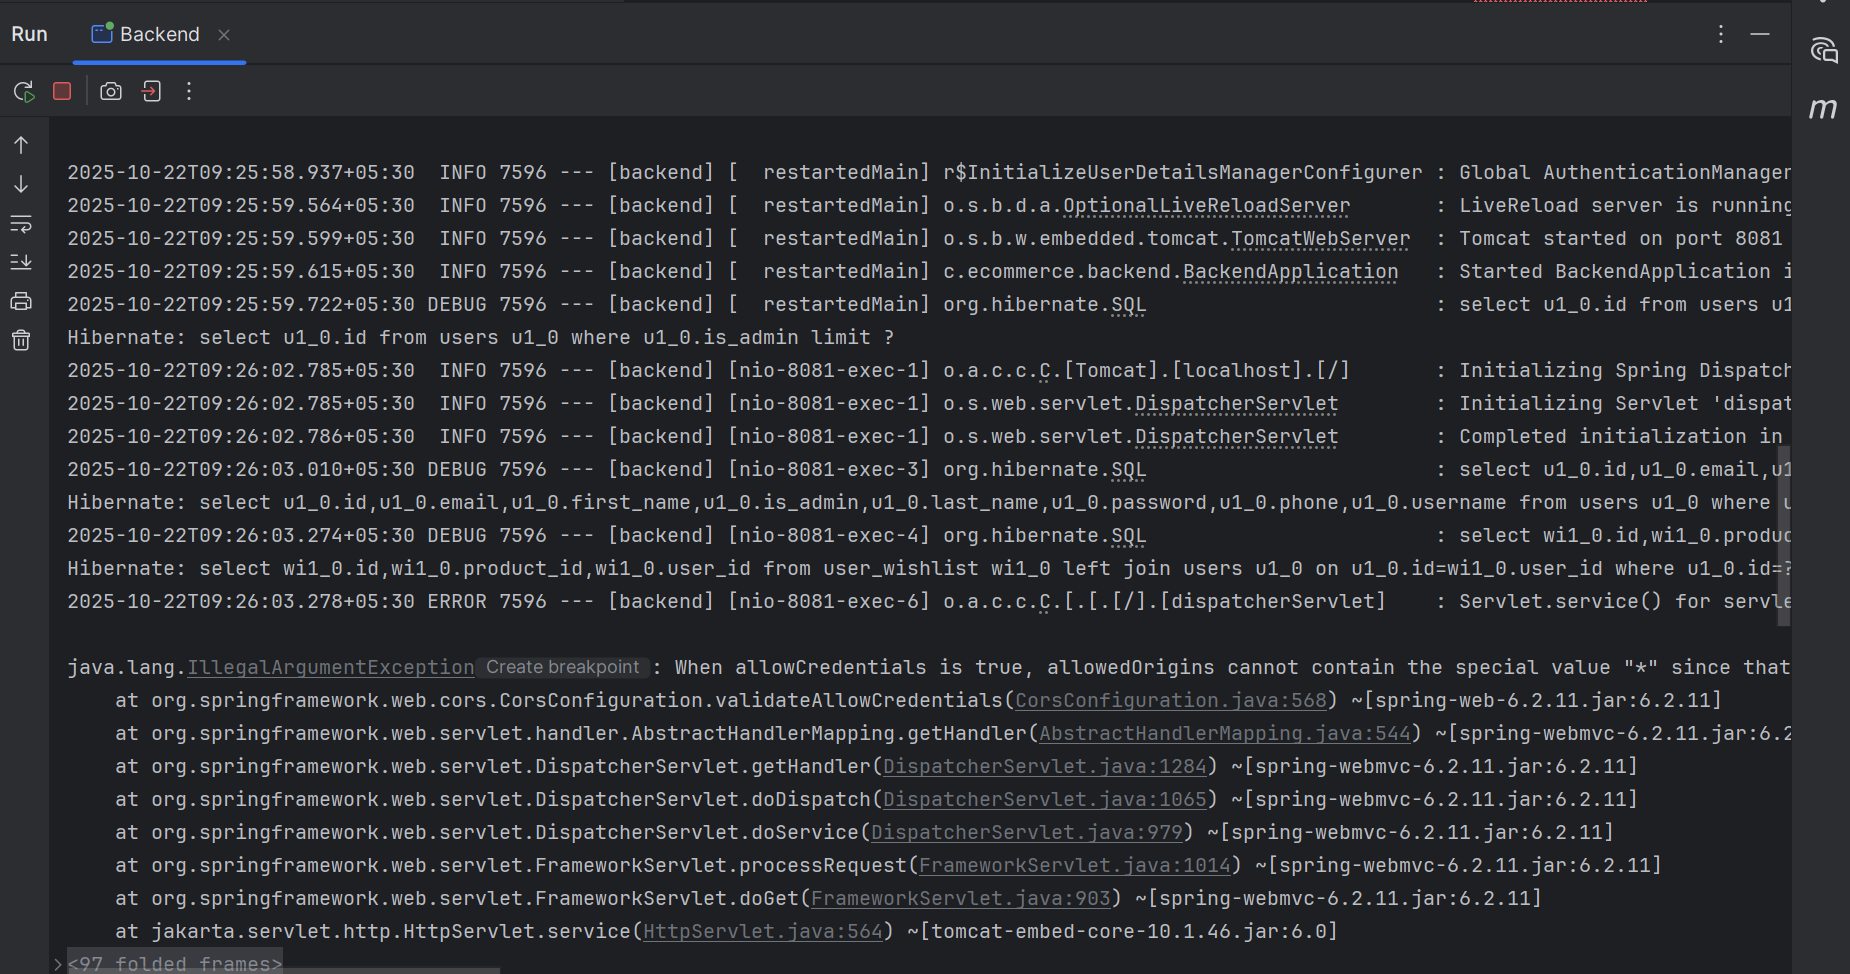 Run Backend
2025-10-22T09:25:58.937+05:30  INFO 7596 --- [backend] [  restartedMain] r$InitializeUserDetailsManagerConfigurer : Global AuthenticationManager
2025-10-22T09:25:59.564+05:30  INFO 7596 --- [backend] [  restartedMain] o.s.b.d.a.OptionalLiveReloadServer       : LiveReload server is running
2025-10-22T09:25:59.599+05:30  INFO 7596 --- [backend] [  restartedMain] o.s.b.w.embedded.tomcat.TomcatWebServer  : Tomcat started on port 8081
2025-10-22T09:25:59.615+05:30  INFO 7596 --- [backend] [  restartedMain] c.ecommerce.backend.BackendApplication   : Started BackendApplication i
2025-10-22T09:25:59.722+05:30 DEBUG 7596 --- [backend] [  restartedMain] org.hibernate.SQL                        : select u1_0.id from users u1
Hibernate: select u1_0.id from users u1_0 where u1_0.is_admin limit ?
2025-10-22T09:26:02.785+05:30  INFO 7596 --- [backend] [nio-8081-exec-1] o.a.c.c.C.[Tomcat].[localhost].[/]       : Initializing Spring Dispatch
2025-10-22T09:26:02.785+05:30  INFO 7596 --- [backend] [nio-8081-exec-1] o.s.web.servlet.DispatcherServlet        : Initializing Servlet 'dispat
2025-10-22T09:26:02.786+05:30  INFO 7596 --- [backend] [nio-8081-exec-1] o.s.web.servlet.DispatcherServlet        : Completed initialization in
2025-10-22T09:26:03.010+05:30 DEBUG 7596 --- [backend] [nio-8081-exec-3] org.hibernate.SQL                        : select u1_0.id,u1_0.email,u1
Hibernate: select u1_0.id,u1_0.email,u1_0.first_name,u1_0.is_admin,u1_0.last_name,u1_0.password,u1_0.phone,u1_0.username from users u1_0 where u
2025-10-22T09:26:03.274+05:30 DEBUG 7596 --- [backend] [nio-8081-exec-4] org.hibernate.SQL                        : select wi1_0.id,wi1_0.produc
Hibernate: select wi1_0.id,wi1_0.product_id,wi1_0.user_id from user_wishlist wi1_0 left join users u1_0 on u1_0.id=wi1_0.user_id where u1_0.id=?
2025-10-22T09:26:03.278+05:30 ERROR 7596 --- [backend] [nio-8081-exec-6] o.a.c.c.C.[.[.[/].[dispatcherServlet]    : Servlet.service() for servle
java.lang.IllegalArgumentException Create breakpoint : When allowCredentials is true, allowedOrigins cannot contain the special value "*" since that
    at org.springframework.web.cors.CorsConfiguration.validateAllowCredentials(CorsConfiguration.java:568) ~[spring-web-6.2.11.jar:6.2.11]
    at org.springframework.web.servlet.handler.AbstractHandlerMapping.getHandler(AbstractHandlerMapping.java:544) ~[spring-webmvc-6.2.11.jar:6.2
    at org.springframework.web.servlet.DispatcherServlet.getHandler(DispatcherServlet.java:1284) ~[spring-webmvc-6.2.11.jar:6.2.11]
    at org.springframework.web.servlet.DispatcherServlet.doDispatch(DispatcherServlet.java:1065) ~[spring-webmvc-6.2.11.jar:6.2.11]
    at org.springframework.web.servlet.DispatcherServlet.doService(DispatcherServlet.java:979) ~[spring-webmvc-6.2.11.jar:6.2.11]
    at org.springframework.web.servlet.FrameworkServlet.processRequest(FrameworkServlet.java:1014) ~[spring-webmvc-6.2.11.jar:6.2.11]
    at org.springframework.web.servlet.FrameworkServlet.doGet(FrameworkServlet.java:903) ~[spring-webmvc-6.2.11.jar:6.2.11]
    at jakarta.servlet.http.HttpServlet.service(HttpServlet.java:564) ~[tomcat-embed-core-10.1.46.jar:6.0]
<97 folded frames>
m